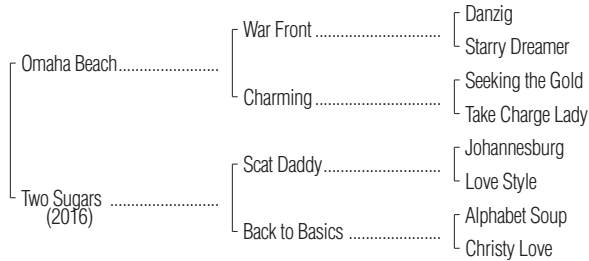 Danzig
War Front
Starry Dreamer
Omaha Beach
Seeking the Gold
Charming
Take Charge Lady
Johannesburg
Scat Daddy
Love Style
Two Sugars
(2016)
Alphabet Soup
Back to Basics
Christy Love